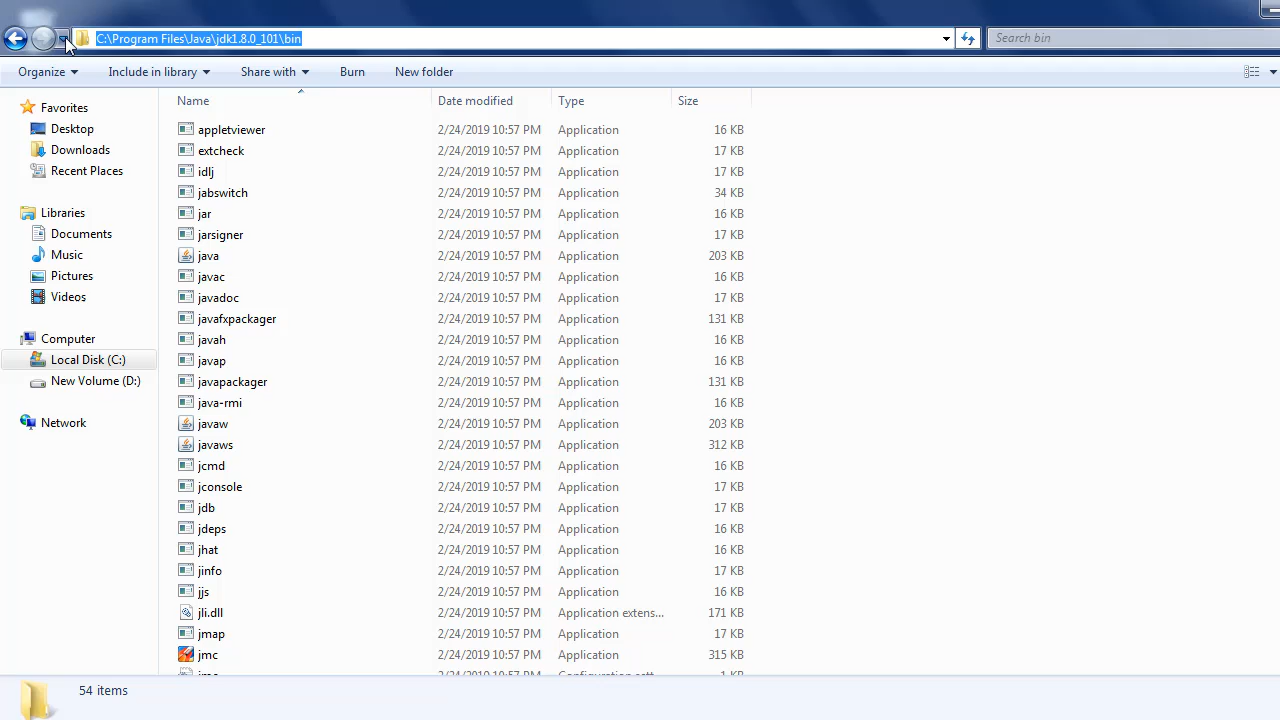 C:\Program Files\Java\jdk1.8.0_101\bin
Search bin
Organize Include in library Share with Burn New folder
Favorites
Desktop
Downloads
Recent Places
Libraries
Documents
Music
Pictures
Videos
Computer
Local Disk (C:)
New Volume (D:)
Network
Name Date modified Type Size
appletviewer 2/24/2019 10:57 PM Application 16 KB
extcheck 2/24/2019 10:57 PM Application 17 KB
idlj 2/24/2019 10:57 PM Application 16 KB
jabswitch 2/24/2019 10:57 PM Application 34 KB
jar 2/24/2019 10:57 PM Application 16 KB
jarsigner 2/24/2019 10:57 PM Application 17 KB
java 2/24/2019 10:57 PM Application 203 KB
javac 2/24/2019 10:57 PM Application 16 KB
javadoc 2/24/2019 10:57 PM Application 17 KB
javafxpackager 2/24/2019 10:57 PM Application 131 KB
javah 2/24/2019 10:57 PM Application 16 KB
javap 2/24/2019 10:57 PM Application 16 KB
javapackager 2/24/2019 10:57 PM Application 131 KB
java-rmi 2/24/2019 10:57 PM Application 16 KB
javaw 2/24/2019 10:57 PM Application 203 KB
javaws 2/24/2019 10:57 PM Application 312 KB
jcmd 2/24/2019 10:57 PM Application 16 KB
jconsole 2/24/2019 10:57 PM Application 17 KB
jdb 2/24/2019 10:57 PM Application 17 KB
jdeps 2/24/2019 10:57 PM Application 16 KB
jhat 2/24/2019 10:57 PM Application 16 KB
jinfo 2/24/2019 10:57 PM Application 17 KB
jjs 2/24/2019 10:57 PM Application 16 KB
jli.dll 2/24/2019 10:57 PM Application extens... 171 KB
jmap 2/24/2019 10:57 PM Application 17 KB
jmc 2/24/2019 10:57 PM Application 315 KB
54 items